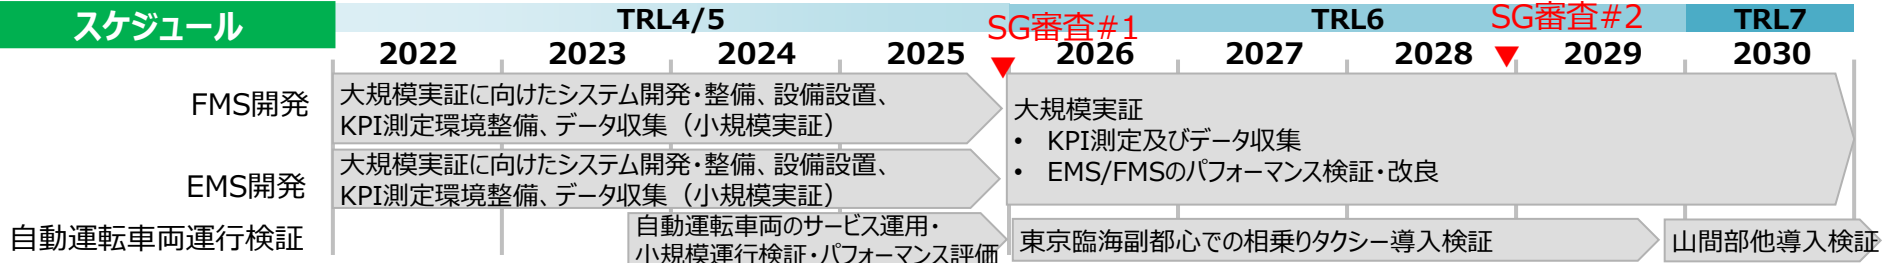 スケジュール
TRL4/5
SG審査#1
TRL6
SG審査#2
TRL7
2022 2023 2024 2025 2026 2027 2028 2029 2030
FMS開発
大規模実証に向けたシステム開発・整備、設備設置、
KPI測定環境整備、データ収集（小規模実証）
大規模実証
• KPI測定及びデータ収集
• EMS/FMSのパフォーマンス検証・改良
EMS開発
大規模実証に向けたシステム開発・整備、設備設置、
KPI測定環境整備、データ収集（小規模実証）
自動運転車両運行検証
自動運転車両のサービス運用・
小規模運行検証・パフォーマンス評価
東京臨海副都心での相乗りタクシー導入検証
山間部他導入検証